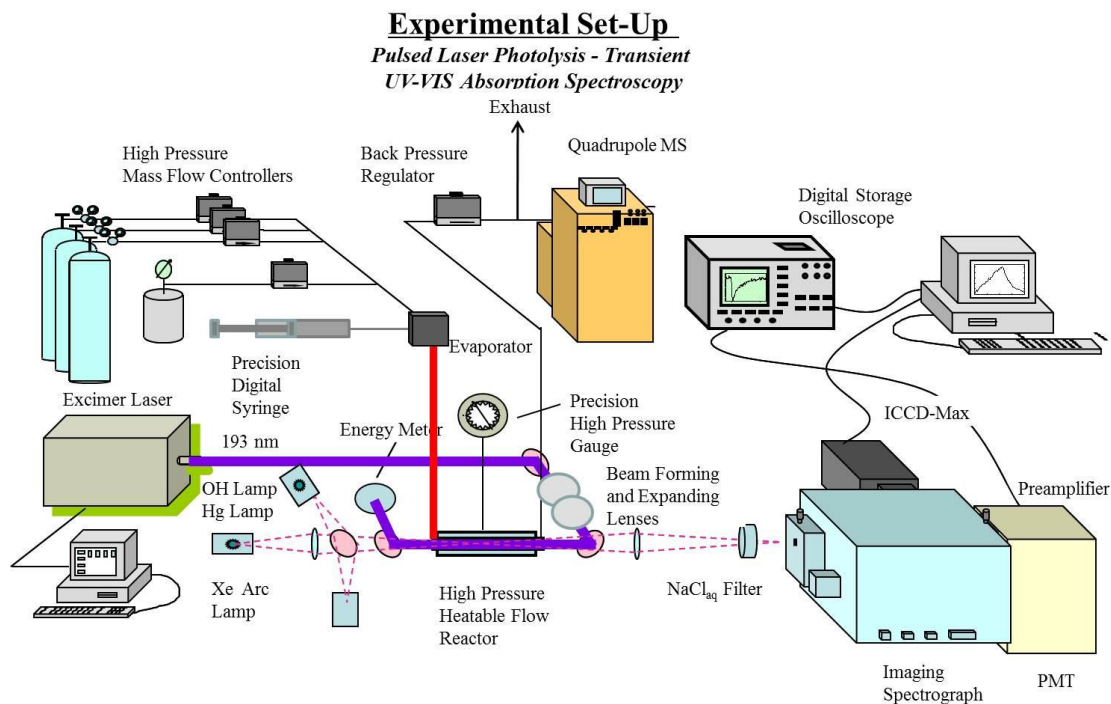 Experimental Set-Up
Pulsed Laser Photolysis - Transient
UV-VIS Absorption Spectroscopy
Exhaust
High Pressure
Mass Flow Controllers
Back Pressure
Regulator
Quadrupole MS
Digital Storage
Oscilloscope
Evaporator
Precision
Digital
Syringe
Excimer Laser
193 nm
Energy Meter
Precision
High Pressure
Gauge
ICCD-Max
OH Lamp
Hg Lamp
Beam Forming
and Expanding
Lenses
Preamplifier
Xe Arc
Lamp
High Pressure
Heatable Flow
Reactor
NaClaq Filter
Imaging
Spectrograph
PMT